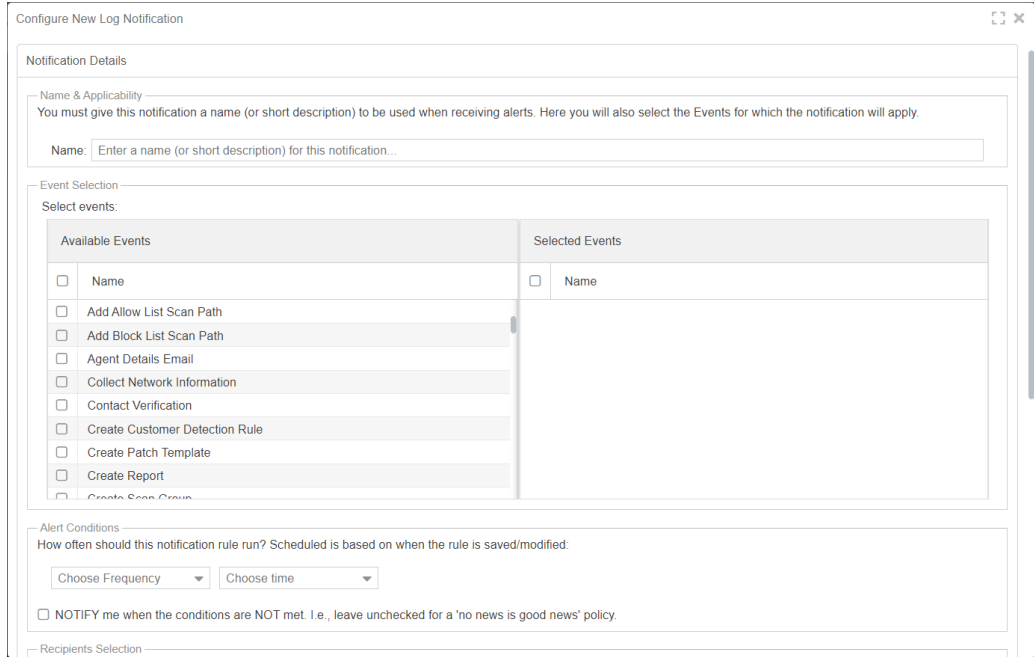 Configure New Log Notification
Notification Details
Name & Applicability
You must give this notification a name (or short description) to be used when receiving alerts. Here you will also select the Events for which the notification will apply.
Name: Enter a name (or short description) for this notification...
Event Selection
Select events:
Available Events
Selected Events
Name
Name
Add Allow List Scan Path
Add Block List Scan Path
Agent Details Email
Collect Network Information
Contact Verification
Create Customer Detection Rule
Create Patch Template
Create Report
Create Scan Group
Alert Conditions
How often should this notification rule run? Scheduled is based on when the rule is saved/modified:
Choose Frequency
Choose time
NOTIFY me when the conditions are NOT met. I.e., leave unchecked for a 'no news is good news' policy.
Recipients Selection